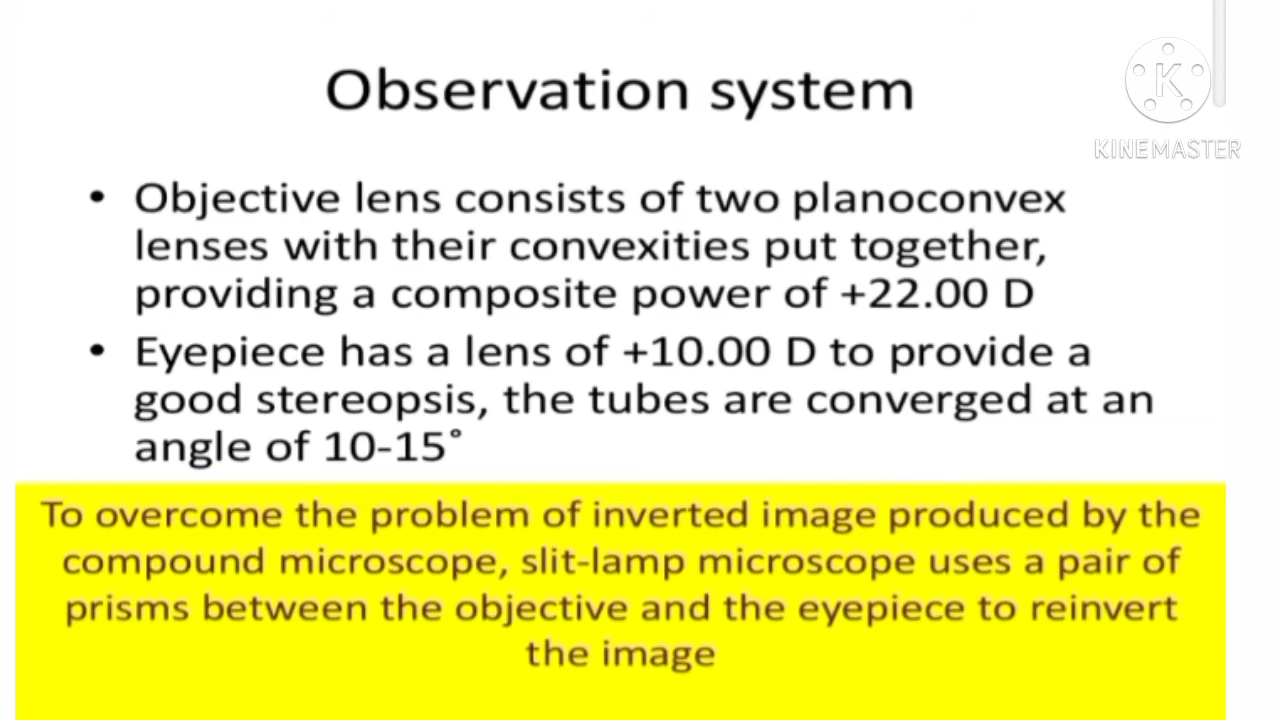 Observation system
K
KINEMASTER
• Objective lens consists of two planoconvex
lenses with their convexities put together,
providing a composite power of +22.00 D
• Eyepiece has a lens of +10.00 D to provide a
good stereopsis, the tubes are converged at an
angle of 10-15˚
To overcome the problem of inverted image produced by the
compound microscope, slit-lamp microscope uses a pair of
prisms between the objective and the eyepiece to reinvert
the image